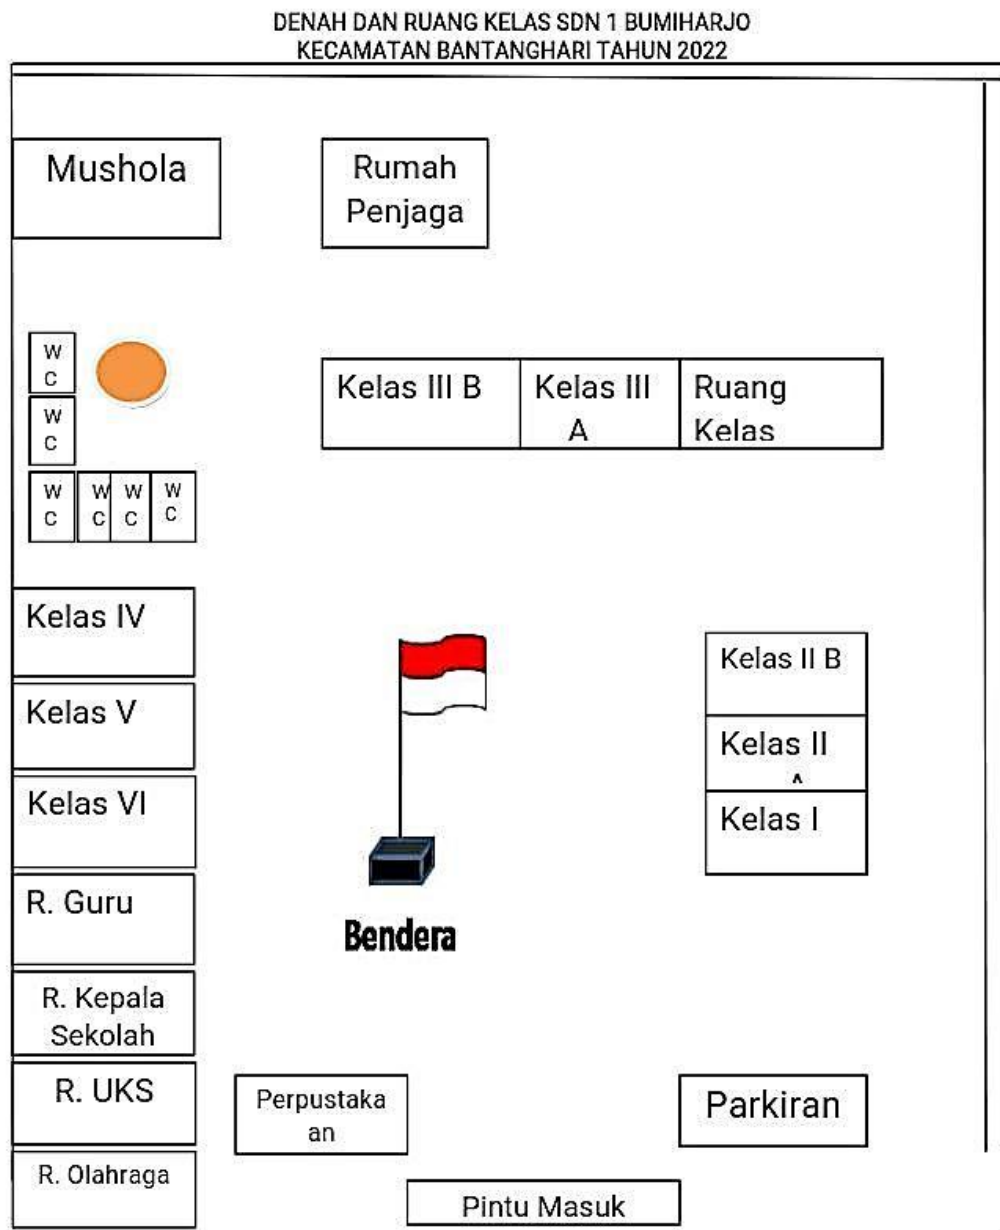 DENAH DAN RUANG KELAS SDN 1 BUMIHARJO
KECAMATAN BANTANGHARI TAHUN 2022
Mushola
Rumah
Penjaga
W
C
W
C
W
C
W
C
W
C
W
C
Kelas III B
Kelas III
A
Ruang
Kelas
Kelas IV
Kelas V
Kelas VI
R. Guru
R. Kepala
Sekolah
R. UKS
R. Olahraga
Bendera
Kelas II B
Kelas II
A
Kelas I
Perpustaka
an
Parkiran
Pintu Masuk